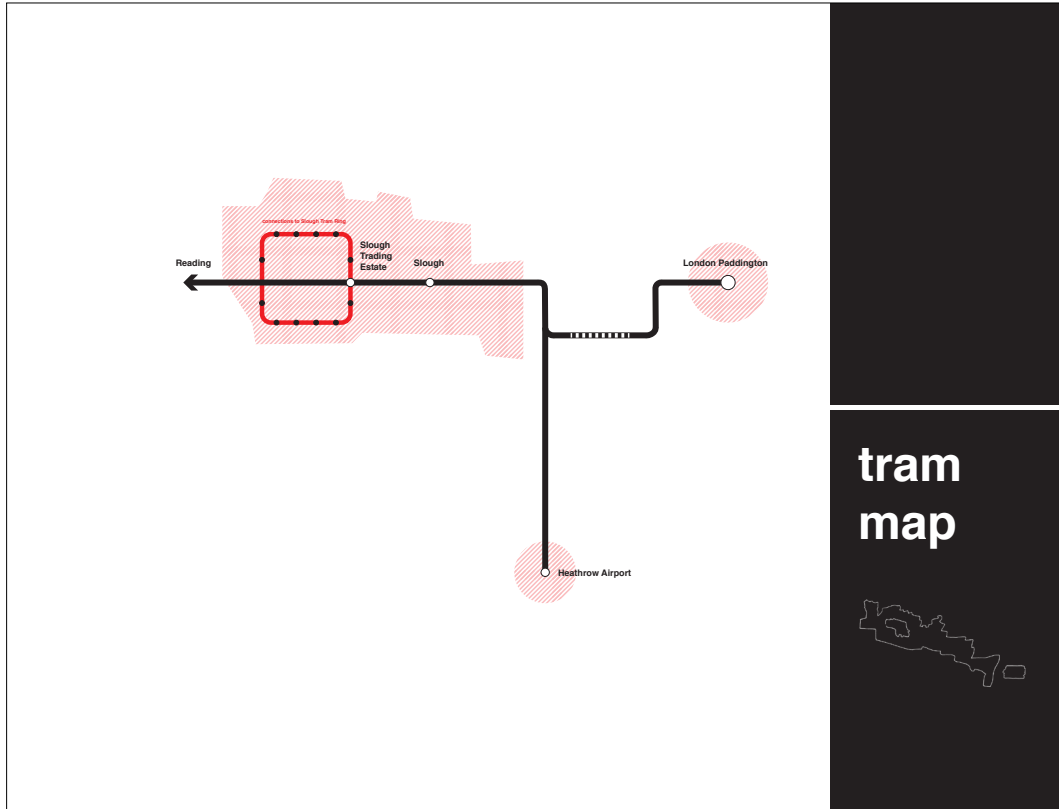 connections to Slough Tram Ring
Slough
Trading
Estate
Reading
Slough
London Paddington
Heathrow Airport
tram
map